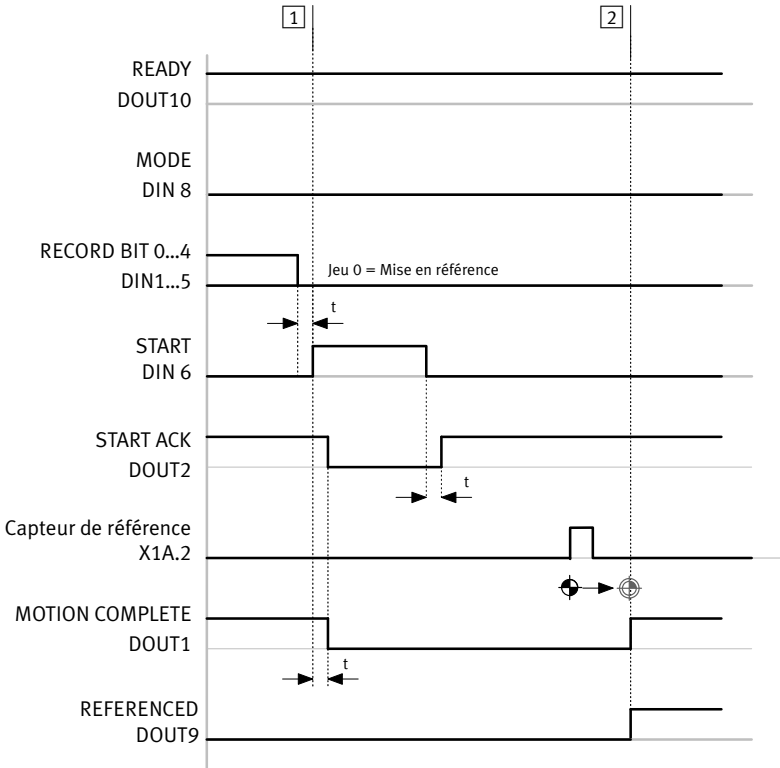 1
2
READY
DOUT10
MODE
DIN 8
RECORD BIT 0...4
DIN1...5
Jeu 0 = Mise en référence
t
START
DIN 6
START ACK
DOUT2
t
Capteur de référence
X1A.2
MOTION COMPLETE
DOUT1
t
REFERENCED
DOUT9